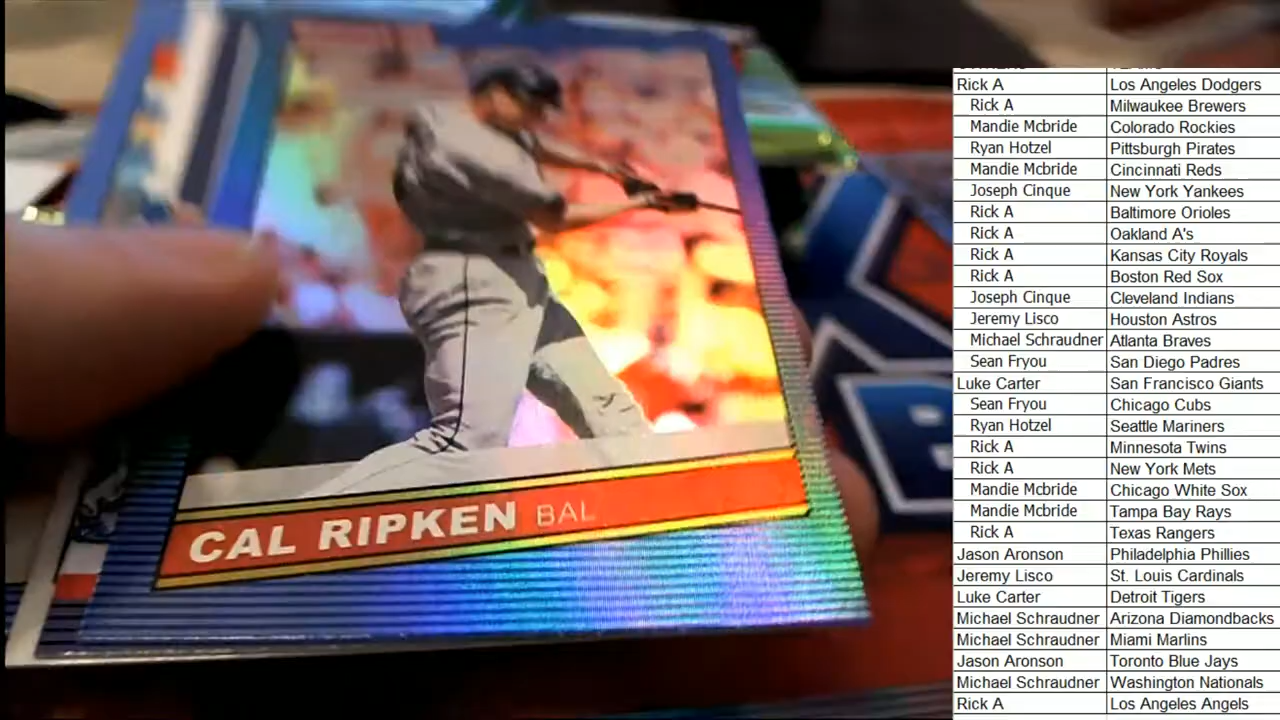 CAL RIPKEN BAL
Rick A Los Angeles Dodgers
Rick A Milwaukee Brewers
Mandie Mcbride Colorado Rockies
Ryan Hotzel Pittsburgh Pirates
Mandie Mcbride Cincinnati Reds
Joseph Cinque New York Yankees
Rick A Baltimore Orioles
Rick A Oakland A's
Rick A Kansas City Royals
Rick A Boston Red Sox
Joseph Cinque Cleveland Indians
Jeremy Lisco Houston Astros
Michael Schraudner Atlanta Braves
Sean Fryou San Diego Padres
Luke Carter San Francisco Giants
Sean Fryou Chicago Cubs
Ryan Hotzel Seattle Mariners
Rick A Minnesota Twins
Rick A New York Mets
Mandie Mcbride Chicago White Sox
Mandie Mcbride Tampa Bay Rays
Rick A Texas Rangers
Jason Aronson Philadelphia Phillies
Jeremy Lisco St. Louis Cardinals
Luke Carter Detroit Tigers
Michael Schraudner Arizona Diamondbacks
Michael Schraudner Miami Marlins
Jason Aronson Toronto Blue Jays
Michael Schraudner Washington Nationals
Rick A Los Angeles Angels